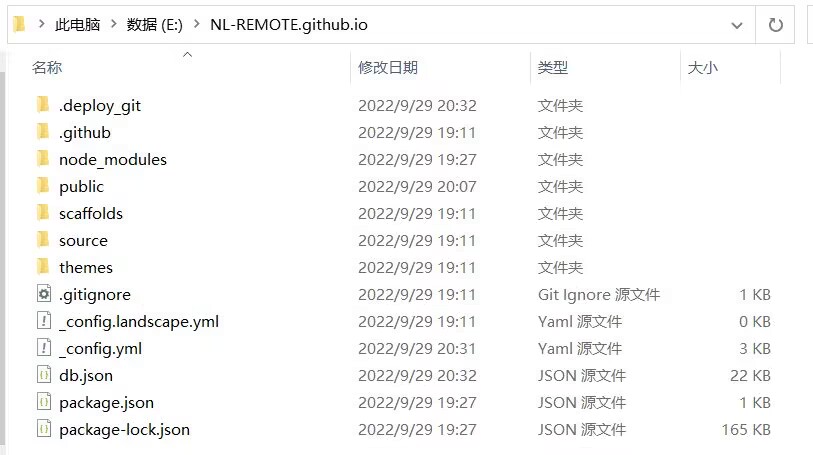 此电脑 > 数据 (E:) > NL-REMOTE.github.io
名称 修改日期 类型 大小
.deploy_git 2022/9/29 20:32 文件夹
.github 2022/9/29 19:11 文件夹
node_modules 2022/9/29 19:27 文件夹
public 2022/9/29 20:07 文件夹
scaffolds 2022/9/29 19:11 文件夹
source 2022/9/29 19:11 文件夹
themes 2022/9/29 19:11 文件夹
.gitignore 2022/9/29 19:11 Git Ignore 源文件 1 KB
_config.landscape.yml 2022/9/29 19:11 Yaml 源文件 0 KB
_config.yml 2022/9/29 20:31 Yaml 源文件 3 KB
db.json 2022/9/29 20:32 JSON 源文件 22 KB
package.json 2022/9/29 19:27 JSON 源文件 1 KB
package-lock.json 2022/9/29 19:27 JSON 源文件 165 KB